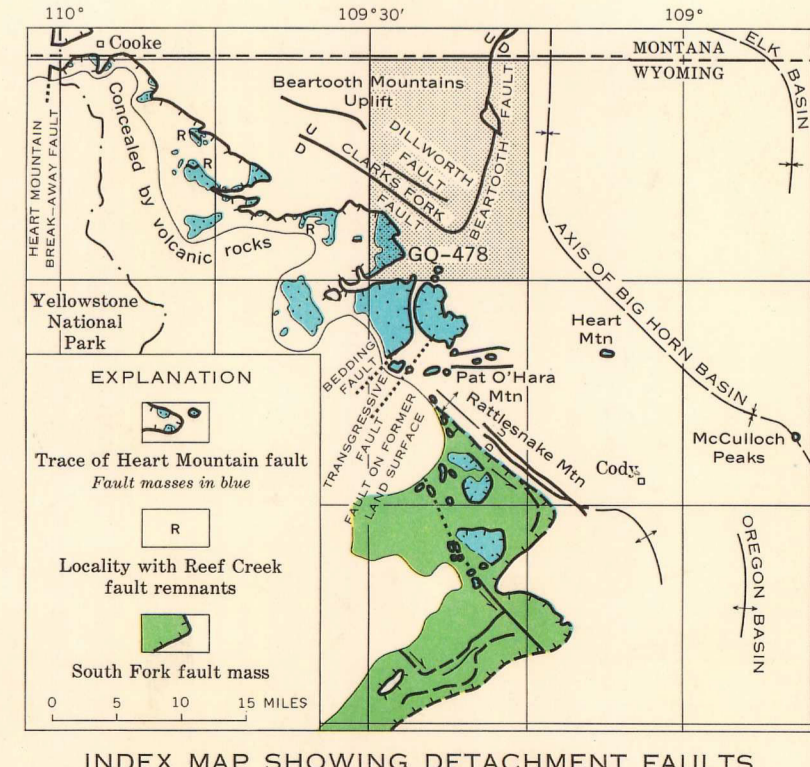 110° 109°30' 109°
Cooke
MONTANA
WYOMING
ELK BASIN
Beartooth Mountains
Uplift
U
D
U
D
DILLWORTH
FAULT
CLARKS FORK
FAULT
BEARTOOTH FAULT
HEART MOUNTAIN
BREAK-AWAY FAULT
Concealed by volcanic rocks
R
R
R
GQ-478
AXIS OF BIG HORN BASIN
Yellowstone
National
Park
Heart
Mtn
BEDDING
FAULT
TRANSGRESSIVE
FAULT
FAULT ON FORMER
LAND SURFACE
Pat O'Hara
Mtn
Rattlesnake Mtn
U
D
McCulloch
Peaks
Cody
OREGON BASIN
EXPLANATION
Trace of Heart Mountain fault
Fault masses in blue
R
Locality with Reef Creek
fault remnants
South Fork fault mass
0 5 10 15 MILES
INDEX MAP SHOWING DETACHMENT FAULTS